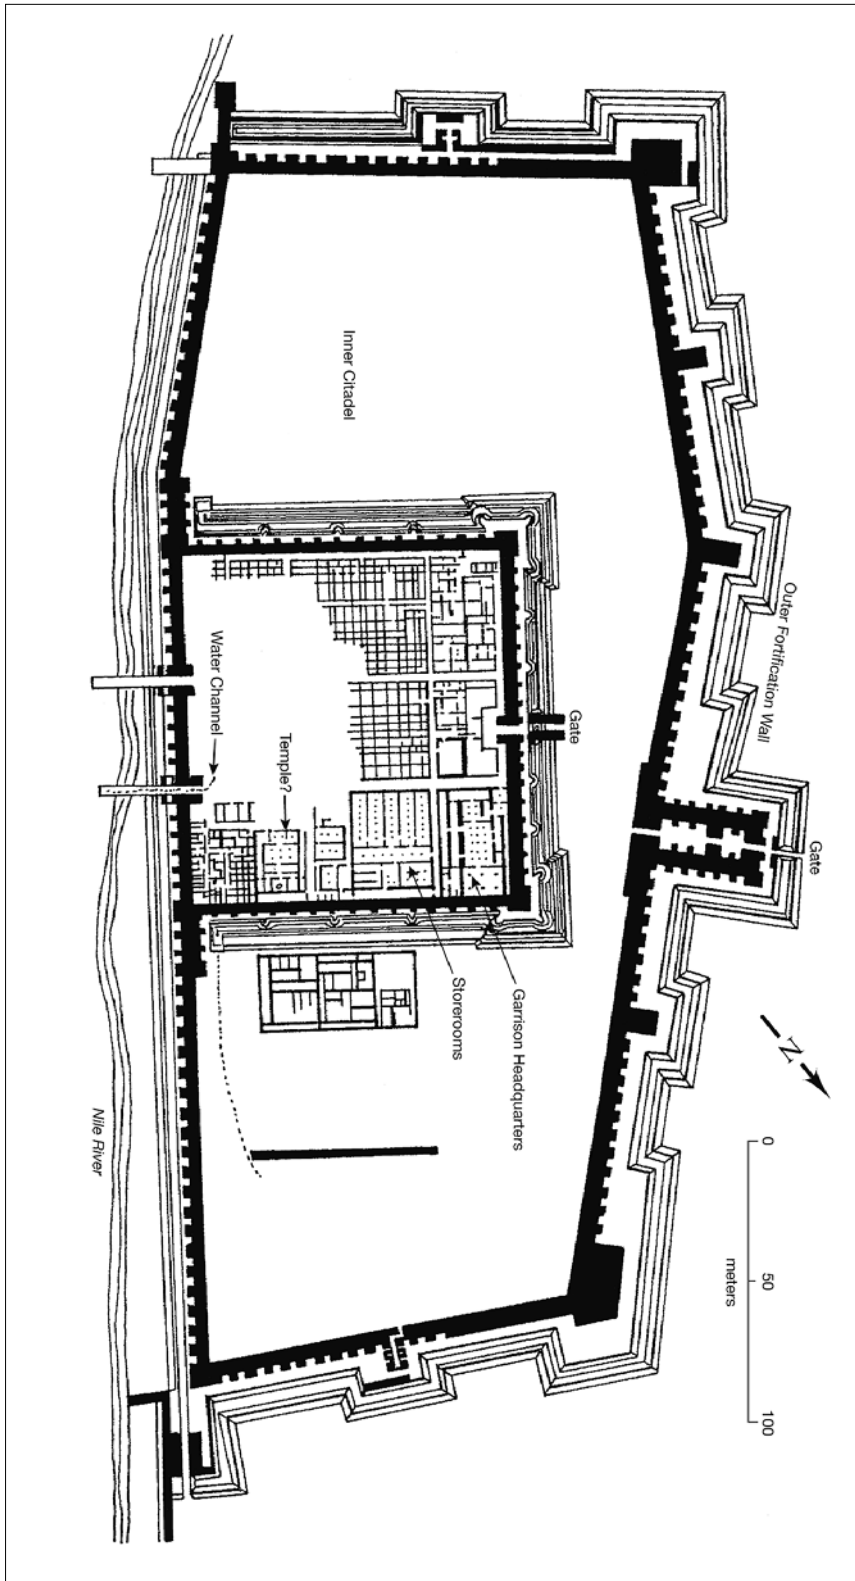 Inner Citadel
Outer Fortification Wall
Water Channel
Temple?
Gate
Gate
Storerooms
Garrison Headquarters
N
Nile River
0
50
100
meters